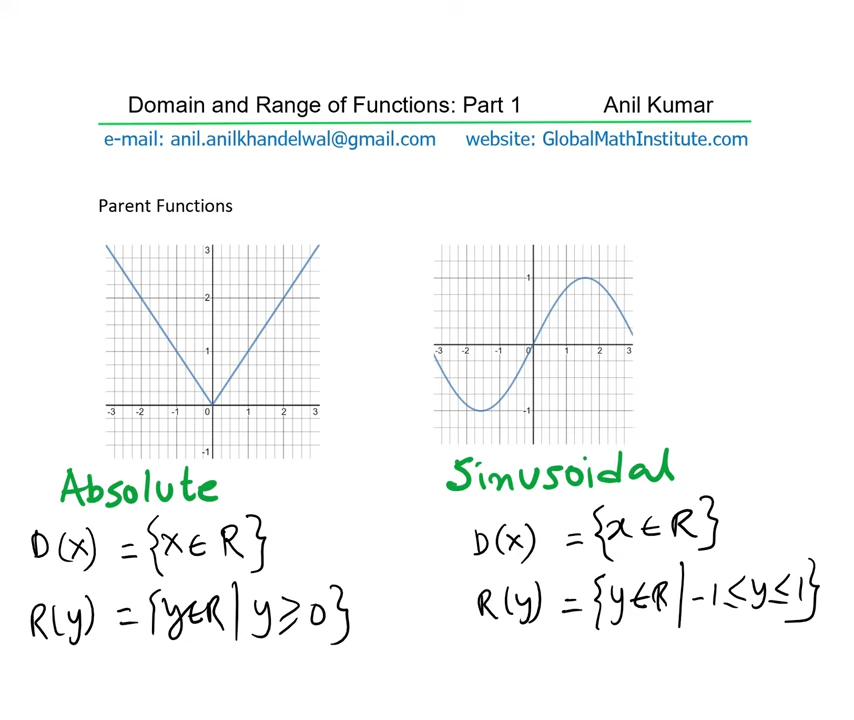 Domain and Range of Functions: Part 1 Anil Kumar
e-mail: anil.anilkhandelwal@gmail.com website: GlobalMathInstitute.com
Parent Functions
3
2
1
-3 -2 -1 0 1 2 3
-1
1
-3 -2 -1 0 1 2 3
-1
Absolute
D(x) = {x ∈ R}
R(y) = {y ∈ R | y ⩾ 0}
Sinusoidal
D(x) = {x ∈ R}
R(y) = {y ∈ R | -1 ≤ y ≤ 1}